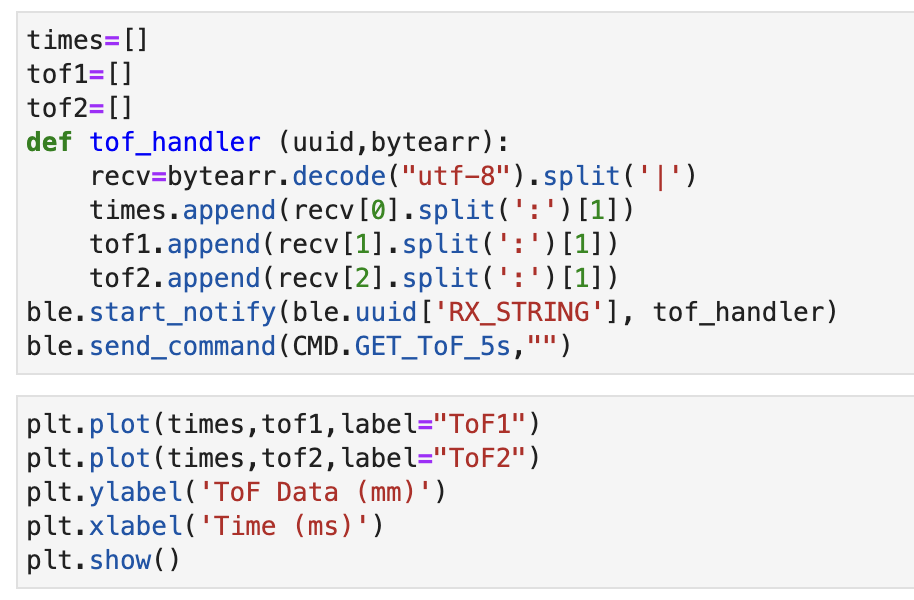 times=[]
tof1=[]
tof2=[]
def tof_handler (uuid,bytearr):
    recv=bytearr.decode("utf-8").split('|')
    times.append(recv[0].split(':')[1])
    tof1.append(recv[1].split(':')[1])
    tof2.append(recv[2].split(':')[1])
ble.start_notify(ble.uuid['RX_STRING'], tof_handler)
ble.send_command(CMD.GET_ToF_5s,"")
plt.plot(times,tof1,label="ToF1")
plt.plot(times,tof2,label="ToF2")
plt.ylabel('ToF Data (mm)')
plt.xlabel('Time (ms)')
plt.show()